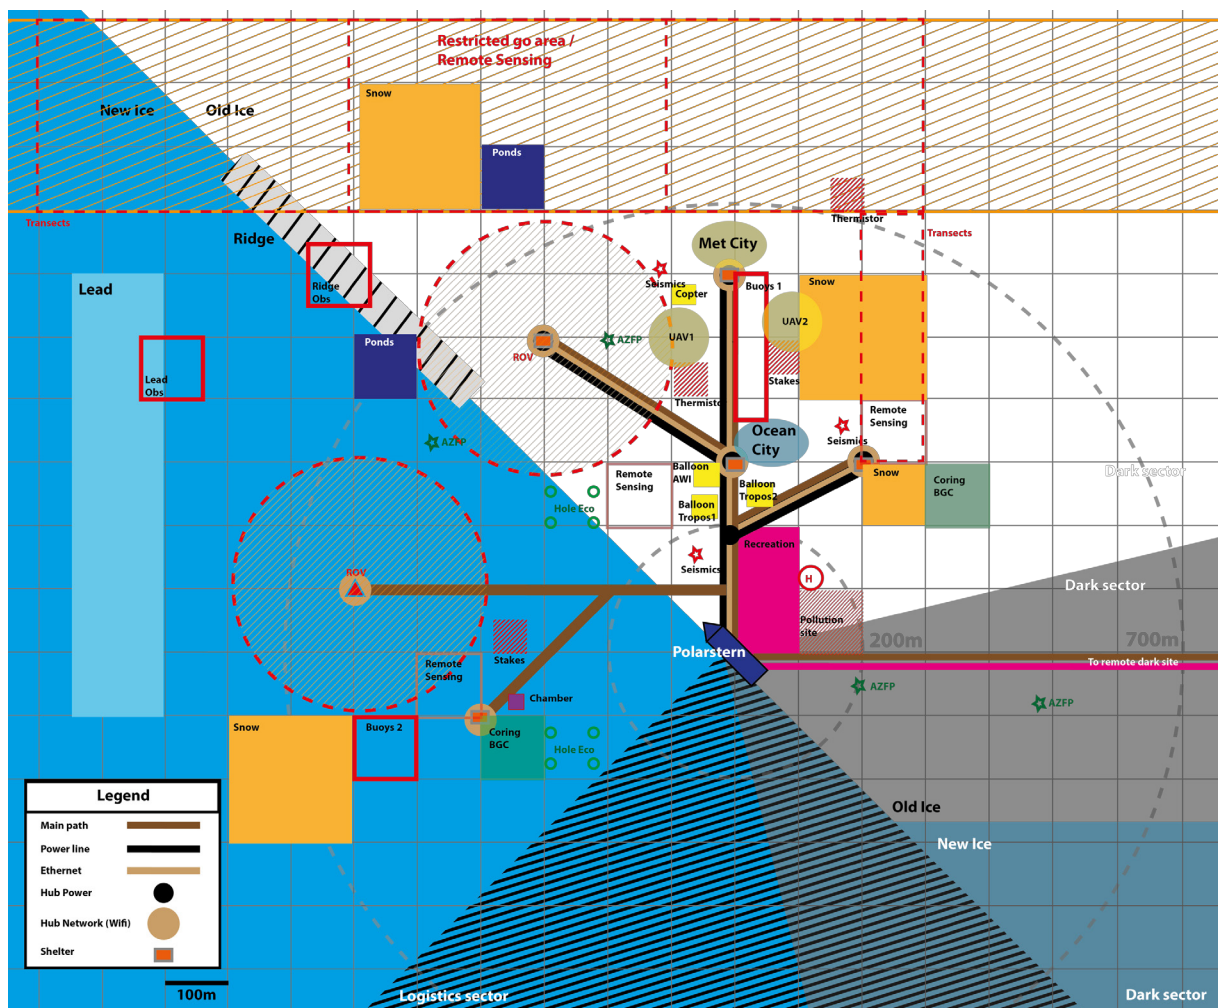 Restricted go area /
Remote Sensing
New ice
Old Ice
Snow
Ponds
Transects
Thermistor
Transects
Ridge
Met City
Seismics
Copter
Buoys 1
Snow
Lead
Ridge
Obs
UAV1
UAV2
Ponds
ROV
AZFP
Lead
Obs
Stakes
Thermisto
Remote
Sensing
Ocean
City
Seismics
AZFP
Dark sector
Remote
Sensing
Balloon
AWI
Balloon
Tropos2
Snow
Coring
BGC
Hole Eco
Balloon
Tropos1
Recreation
Seismics
ROV
H
Dark sector
Pollution
site
Polarstern
200m
700m
Stakes
Remote
Sensing
To remote dark site
AZFP
AZFP
Chamber
Snow
Buoys 2
Coring
BGC
Hole Eco
Old Ice
New Ice
Legend
Main path
Power line
Ethernet
Hub Power
Hub Network (Wifi)
Shelter
100m
Logistics sector
Dark sector